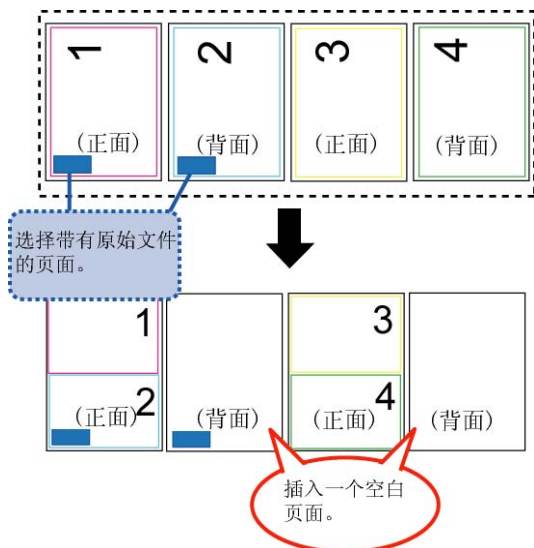 1 2 3 4
(正面) (背面) (正面) (背面)
选择带有原始文件
的页面。
1 3
2 4
(正面) (背面) (正面) (背面)
插入一个空白
页面。